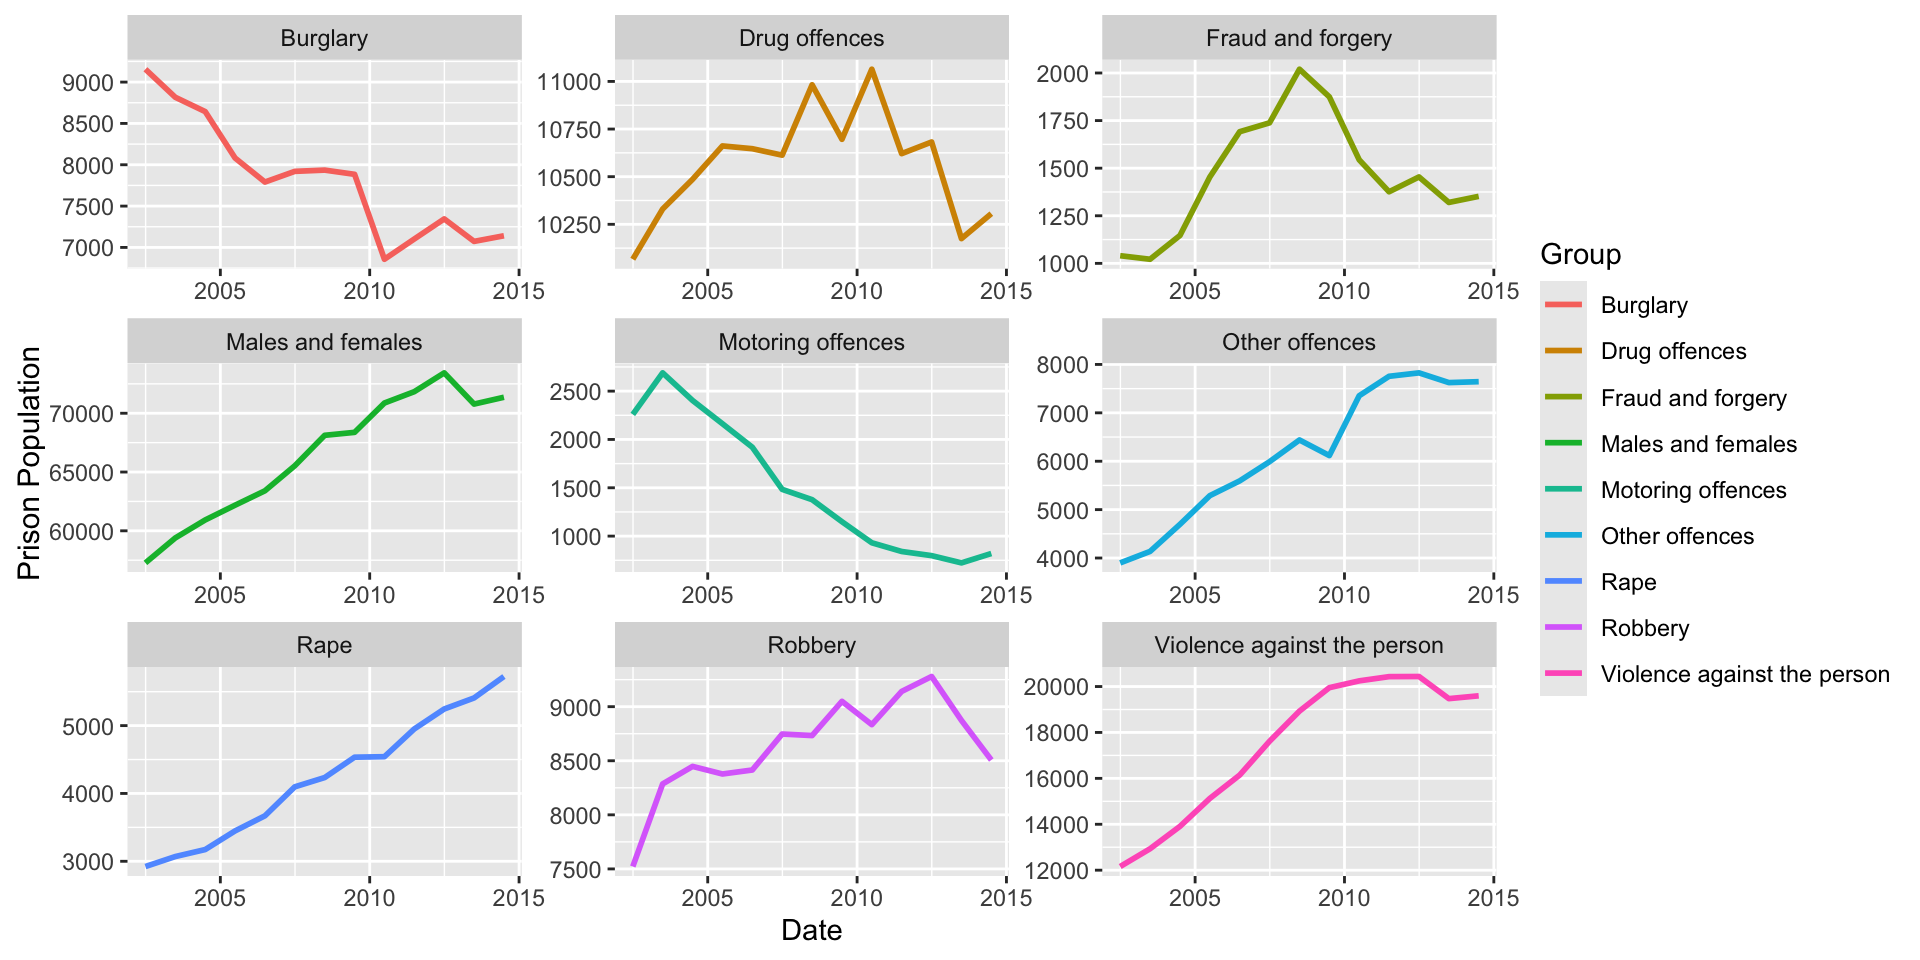 Burglary
9000
8500
8000
7500
7000
2005 2010 2015
Drug offences
11000
10750
10500
10250
2005 2010 2015
Fraud and forgery
2000
1750
1500
1250
1000
2005 2010 2015
Males and females
70000
65000
60000
2005 2010 2015
Motoring offences
2500
2000
1500
1000
2005 2010 2015
Other offences
8000
7000
6000
5000
4000
2005 2010 2015
Rape
5000
4000
3000
2005 2010 2015
Robbery
9000
8500
8000
7500
2005 2010 2015
Violence against the person
20000
18000
16000
14000
12000
2005 2010 2015
Prison Population
Date
Group
Burglary
Drug offences
Fraud and forgery
Males and females
Motoring offences
Other offences
Rape
Robbery
Violence against the person